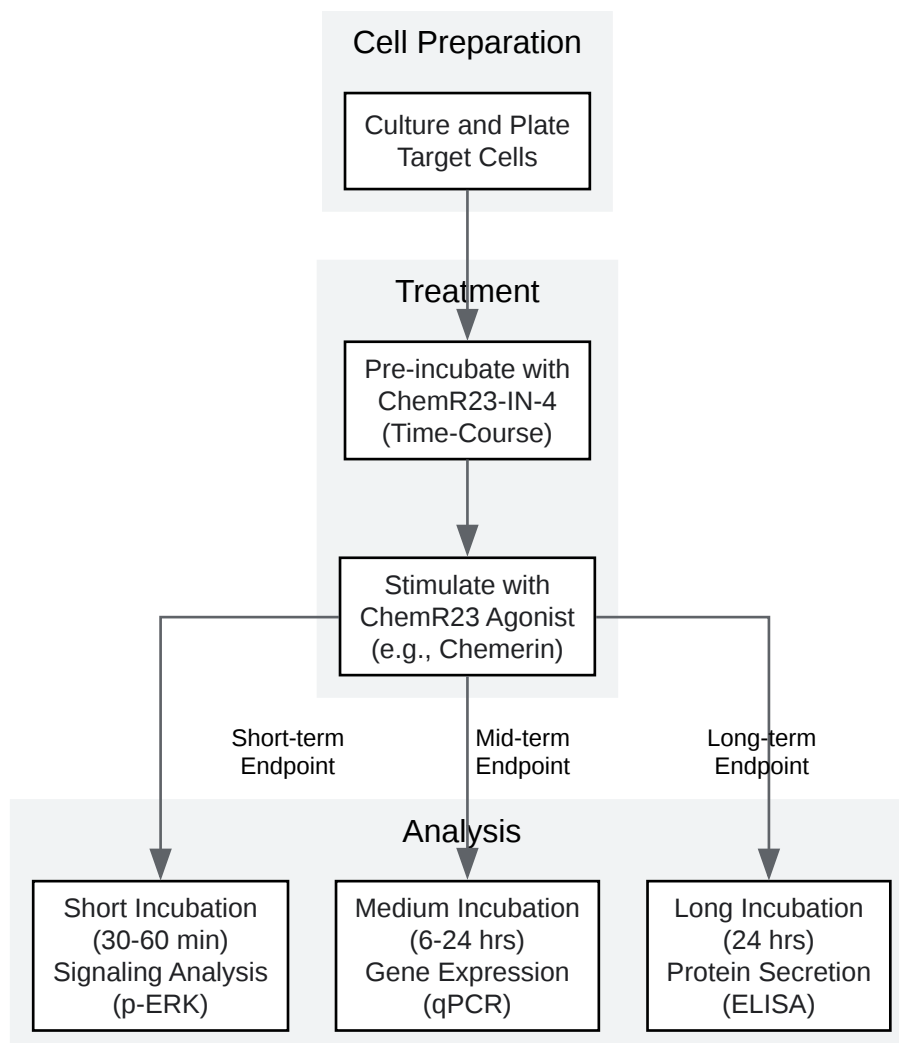 Cell Preparation
Culture and Plate
Target Cells
Treatment
Pre-incubate with
ChemR23-IN-4
(Time-Course)
Stimulate with
ChemR23 Agonist
(e.g., Chemerin)
Short-term
Endpoint
Mid-term
Endpoint
Long-term
Endpoint
Analysis
Short Incubation
(30-60 min)
Signaling Analysis
(p-ERK)
Medium Incubation
(6-24 hrs)
Gene Expression
(qPCR)
Long Incubation
(24 hrs)
Protein Secretion
(ELISA)